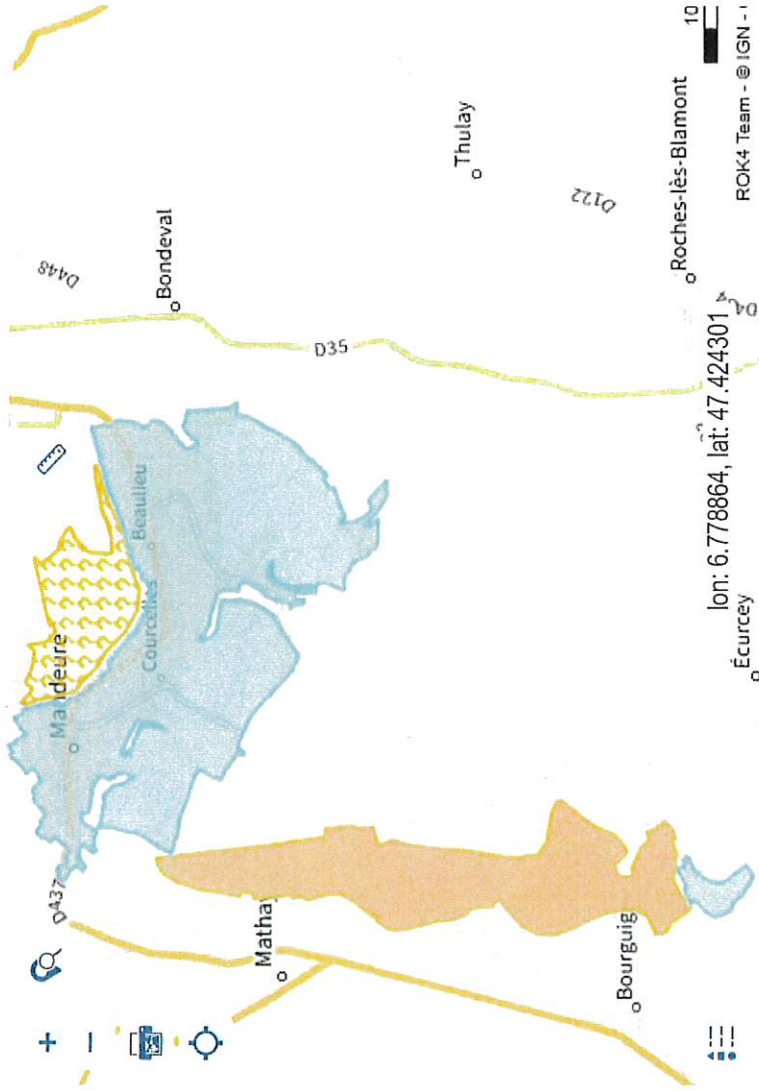 D448
Bondeval
Thulay
D122
Roches-lès-Blamont
10
ROK4 Team - © IGN -
D35
lon: 6.778864, lat: 47.424301
Beaulieu
Courcelles
Mandeure
Écurcey
D437
Mathay
Bourguig